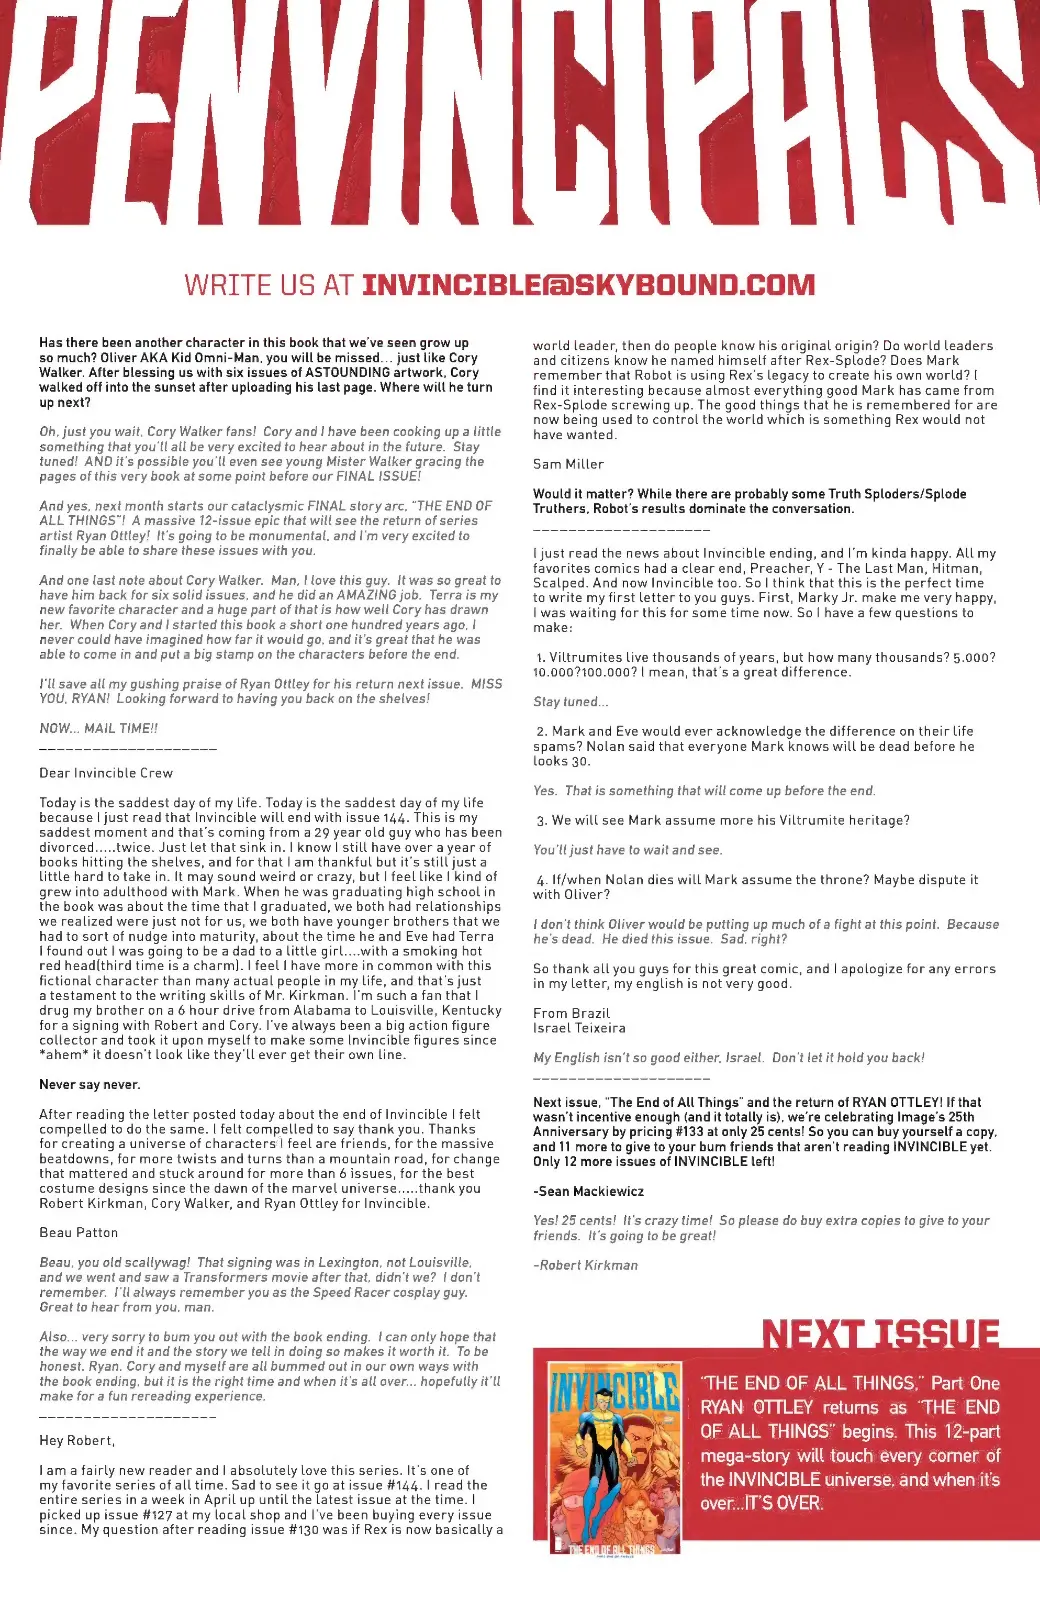 PENVINCIPALS
WRITE US AT INVINCIBLE@SKYBOUND.COM
Has there been another character in this book that we've seen grow up
so much? Oliver AKA Kid Omni-Man, you will be missed... just like Cory
Walker. After blessing us with six issues of ASTOUNDING artwork, Cory
walked off into the sunset after uploading his last page. Where will he turn
up next?
Oh, just you wait, Cory Walker fans! Cory and I have been cooking up a little
something that you'll all be very excited to hear about in the future. Stay
tuned! AND it's possible you'll even see young Mister Walker gracing the
pages of this very book at some point before our FINAL ISSUE!
And yes, next month starts our cataclysmic FINAL story arc, "THE END OF
ALL THINGS"! A massive 12-issue epic that will see the return of series
artist Ryan Ottley! It's going to be monumental, and I'm very excited to
finally be able to share these issues with you.
And one last note about Cory Walker. Man, I love this guy. It was so great to
have him back for six solid issues, and he did an AMAZING job. Terra is my
new favorite character and a huge part of that is how well Cory has drawn
her. When Cory and I started this book a short one hundred years ago, I
never could have imagined how far it would go, and it's great that he was
able to come in and put a big stamp on the characters before the end.
I'll save all my gushing praise of Ryan Ottley for his return next issue. MISS
YOU, RYAN! Looking forward to having you back on the shelves!
NOW... MAIL TIME!!
____________________
Dear Invincible Crew
Today is the saddest day of my life. Today is the saddest day of my life
because I just read that Invincible will end with issue 144. This is my
saddest moment and that's coming from a 29 year old guy who has been
divorced.....twice. Just let that sink in. I know I still have over a year of
books hitting the shelves, and for that I am thankful but it's still just a
little hard to take in. It may sound weird or crazy, but I feel like I kind of
grew into adulthood with Mark. When he was graduating high school in
the book was about the time that I graduated, we both had relationships
we realized were just not for us, we both have younger brothers that we
had to sort of nudge into maturity, about the time he and Eve had Terra
I found out I was going to be a dad to a little girl....with a smoking hot
red head(third time is a charm). I feel I have more in common with this
fictional character than many actual people in my life, and that's just
a testament to the writing skills of Mr. Kirkman. I'm such a fan that I
drug my brother on a 6 hour drive from Alabama to Louisville, Kentucky
for a signing with Robert and Cory. I've always been a big action figure
collector and took it upon myself to make some Invincible figures since
*ahem* it doesn't look like they'll ever get their own line.
Never say never.
After reading the letter posted today about the end of Invincible I felt
compelled to do the same. I felt compelled to say thank you. Thanks
for creating a universe of characters I feel are friends, for the massive
beatdowns, for more twists and turns than a mountain road, for change
that mattered and stuck around for more than 6 issues, for the best
costume designs since the dawn of the marvel universe.....thank you
Robert Kirkman, Cory Walker, and Ryan Ottley for Invincible.
Beau Patton
Beau, you old scallywag! That signing was in Lexington, not Louisville,
and we went and saw a Transformers movie after that, didn't we? I don't
remember. I'll always remember you as the Speed Racer cosplay guy.
Great to hear from you, man.
Also... very sorry to bum you out with the book ending. I can only hope that
the way we end it and the story we tell in doing so makes it worth it. To be
honest, Ryan, Cory and myself are all bummed out in our own ways with
the book ending, but it is the right time and when it's all over... hopefully it'll
make for a fun rereading experience.
____________________
Hey Robert,
I am a fairly new reader and I absolutely love this series. It's one of
my favorite series of all time. Sad to see it go at issue #144. I read the
entire series in a week in April up until the latest issue at the time. I
picked up issue #127 at my local shop and I've been buying every issue
since. My question after reading issue #130 was if Rex is now basically a
world leader, then do people know his original origin? Do world leaders
and citizens know he named himself after Rex-Splode? Does Mark
remember that Robot is using Rex's legacy to create his own world? I
find it interesting because almost everything good Mark has came from
Rex-Splode screwing up. The good things that he is remembered for are
now being used to control the world which is something Rex would not
have wanted.
Sam Miller
Would it matter? While there are probably some Truth Sploders/Splode
Truthers, Robot's results dominate the conversation.
____________________
I just read the news about Invincible ending, and I'm kinda happy. All my
favorites comics had a clear end, Preacher, Y - The Last Man, Hitman,
Scalped. And now Invincible too. So I think that this is the perfect time
to write my first letter to you guys. First, Marky Jr. make me very happy,
I was waiting for this for some time now. So I have a few questions to
make:
1. Viltrumites live thousands of years, but how many thousands? 5.000?
10.000?100.000? I mean, that's a great difference.
Stay tuned...
2. Mark and Eve would ever acknowledge the difference on their life
spams? Nolan said that everyone Mark knows will be dead before he
looks 30.
Yes. That is something that will come up before the end.
3. We will see Mark assume more his Viltrumite heritage?
You'll just have to wait and see.
4. If/when Nolan dies will Mark assume the throne? Maybe dispute it
with Oliver?
I don't think Oliver would be putting up much of a fight at this point. Because
he's dead. He died this issue. Sad, right?
So thank all you guys for this great comic, and I apologize for any errors
in my letter, my english is not very good.
From Brazil
Israel Teixeira
My English isn't so good either, Israel. Don't let it hold you back!
____________________
Next issue, "The End of All Things" and the return of RYAN OTTLEY! If that
wasn't incentive enough (and it totally is), we're celebrating Image's 25th
Anniversary by pricing #133 at only 25 cents! So you can buy yourself a copy,
and 11 more to give to your bum friends that aren't reading INVINCIBLE yet.
Only 12 more issues of INVINCIBLE left!
-Sean Mackiewicz
Yes! 25 cents! It's crazy time! So please do buy extra copies to give to your
friends. It's going to be great!
-Robert Kirkman
NEXT ISSUE
INVINCIBLE
THE END OF ALL THINGS
"THE END OF ALL THINGS," Part One
RYAN OTTLEY returns as "THE END
OF ALL THINGS" begins. This 12-part
mega-story will touch every corner of
the INVINCIBLE universe, and when it's
over...IT'S OVER.